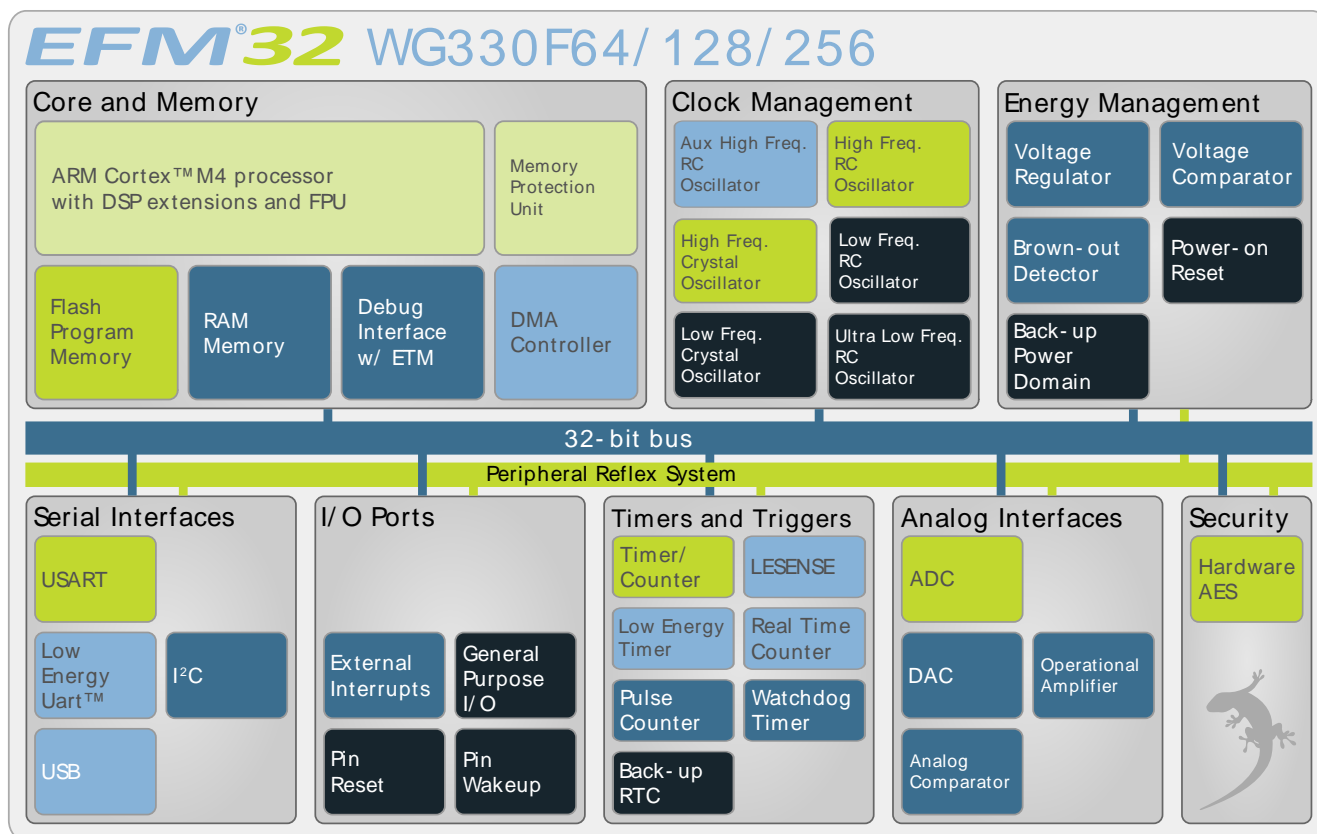 EFM®32 WG330F64/128/256
Core and Memory
ARM Cortex™ M4 processor
with DSP extensions and FPU
Memory
Protection
Unit
Flash
Program
Memory
RAM
Memory
Debug
Interface
w/ ETM
DMA
Controller
Clock Management
Aux High Freq.
RC
Oscillator
High Freq.
RC
Oscillator
High Freq.
Crystal
Oscillator
Low Freq.
RC
Oscillator
Low Freq.
Crystal
Oscillator
Ultra Low Freq.
RC
Oscillator
Energy Management
Voltage
Regulator
Voltage
Comparator
Brown-out
Detector
Power-on
Reset
Back-up
Power
Domain
32-bit bus
Peripheral Reflex System
Serial Interfaces
USART
Low
Energy
Uart™
I²C
USB
I/O Ports
External
Interrupts
General
Purpose
I/O
Pin
Reset
Pin
Wakeup
Timers and Triggers
Timer/
Counter
LESENSE
Low Energy
Timer
Real Time
Counter
Pulse
Counter
Watchdog
Timer
Back-up
RTC
Analog Interfaces
ADC
DAC
Operational
Amplifier
Analog
Comparator
Security
Hardware
AES